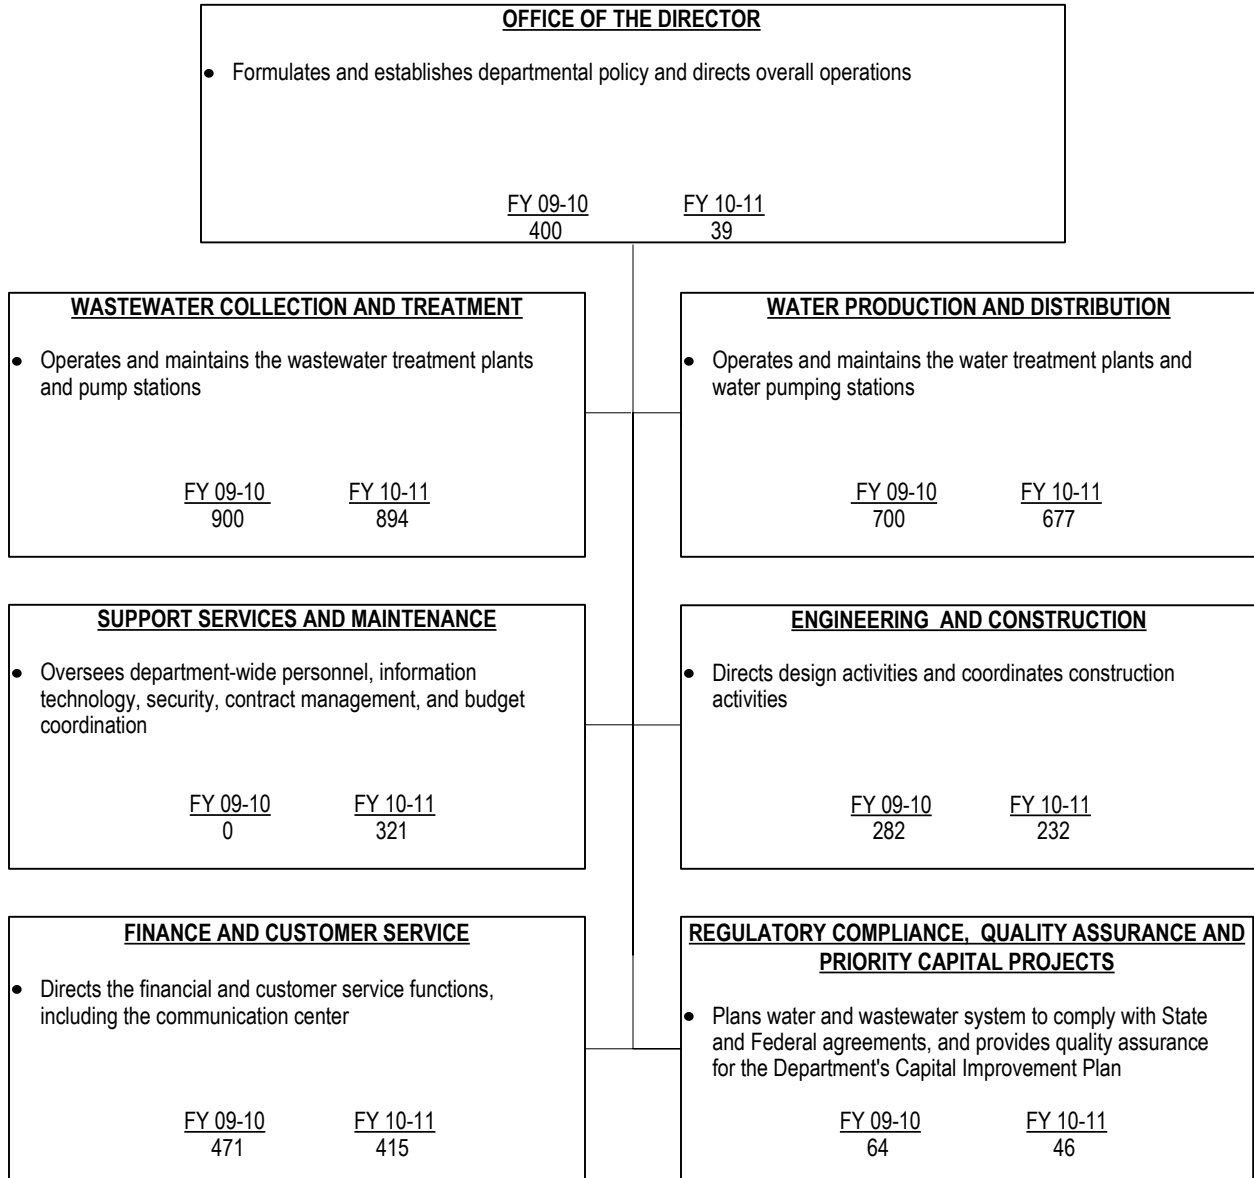 OFFICE OF THE DIRECTOR
• Formulates and establishes departmental policy and directs overall operations
FY 09-10 FY 10-11
400 39
WASTEWATER COLLECTION AND TREATMENT
• Operates and maintains the wastewater treatment plants
and pump stations
FY 09-10 FY 10-11
900 894
WATER PRODUCTION AND DISTRIBUTION
• Operates and maintains the water treatment plants and
water pumping stations
FY 09-10 FY 10-11
700 677
SUPPORT SERVICES AND MAINTENANCE
• Oversees department-wide personnel, information
technology, security, contract management, and budget
coordination
FY 09-10 FY 10-11
0 321
ENGINEERING AND CONSTRUCTION
• Directs design activities and coordinates construction
activities
FY 09-10 FY 10-11
282 232
FINANCE AND CUSTOMER SERVICE
• Directs the financial and customer service functions,
including the communication center
FY 09-10 FY 10-11
471 415
REGULATORY COMPLIANCE, QUALITY ASSURANCE AND
PRIORITY CAPITAL PROJECTS
• Plans water and wastewater system to comply with State
and Federal agreements, and provides quality assurance
for the Department's Capital Improvement Plan
FY 09-10 FY 10-11
64 46